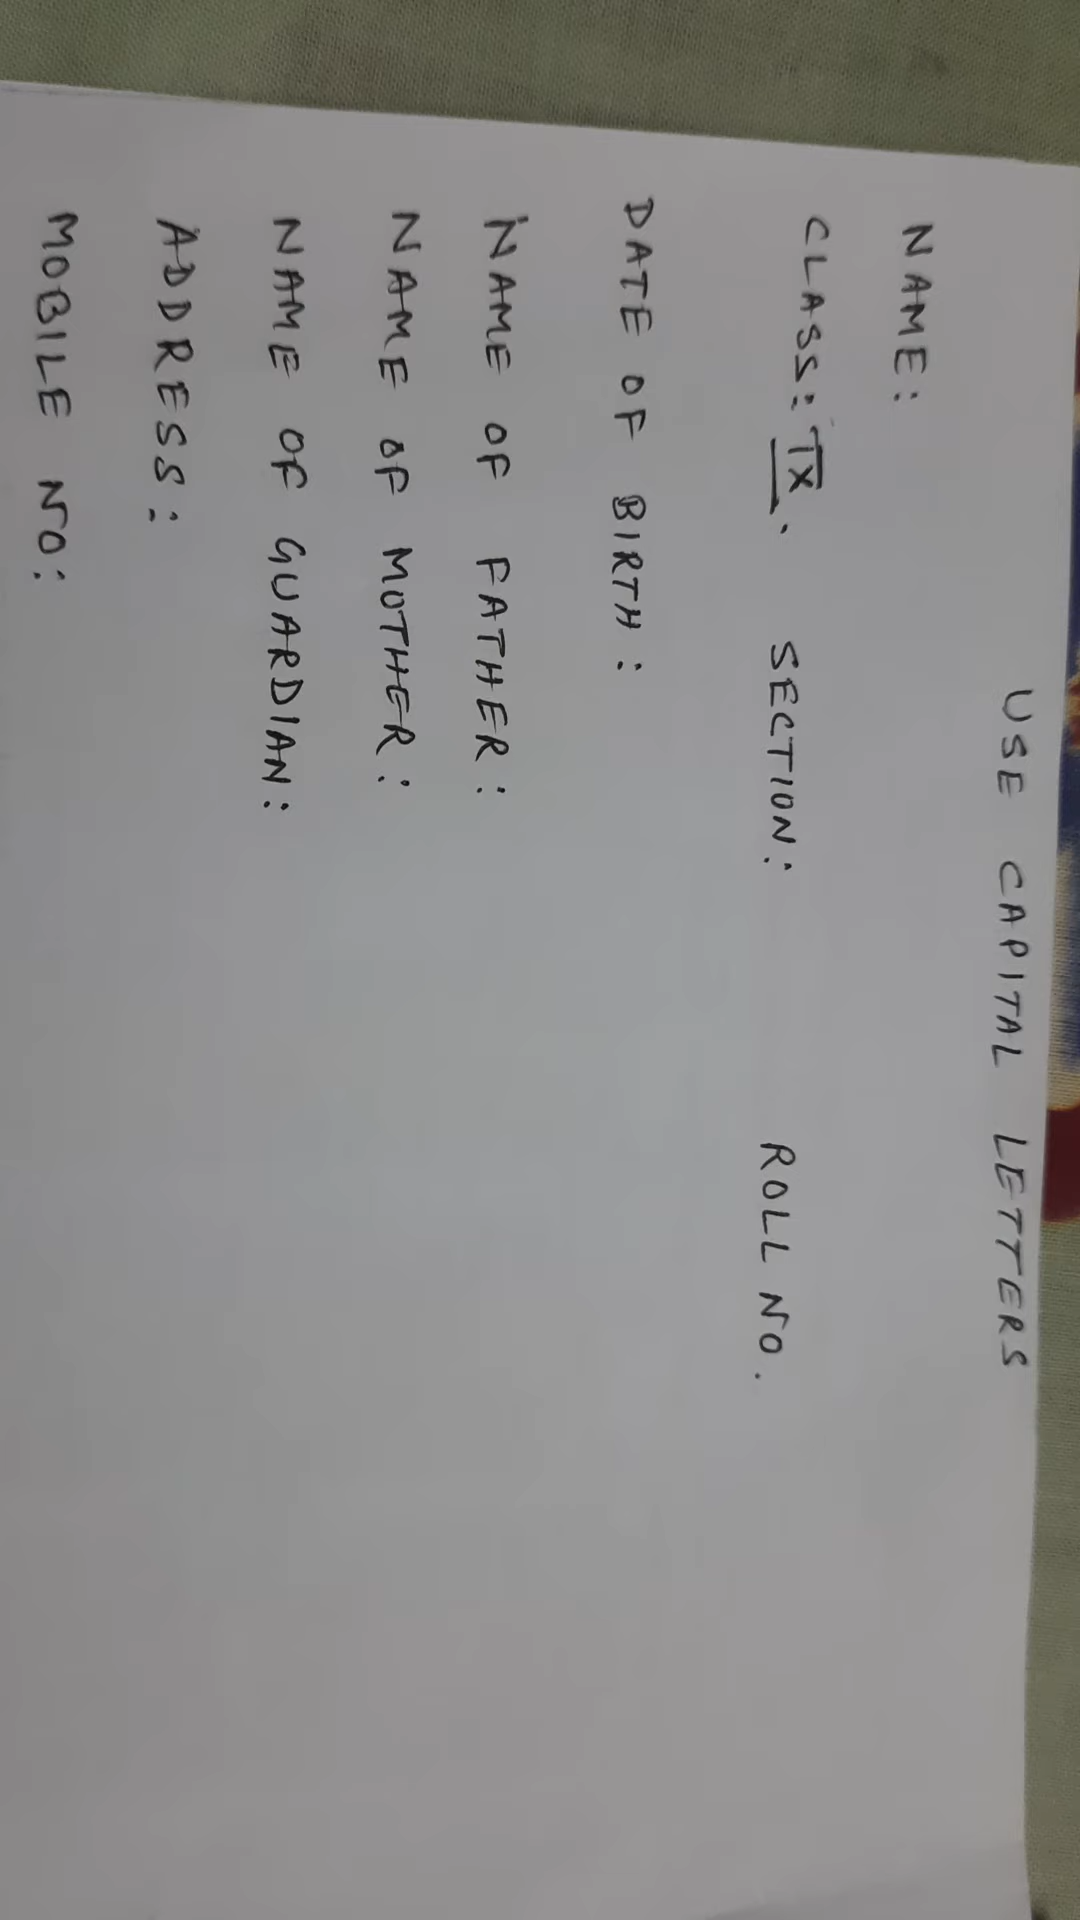 USE CAPITAL LETTERS
NAME:
CLASS: IX. SECTION: ROLL NO.
DATE OF BIRTH:
NAME OF FATHER:
NAME OF MOTHER:
NAME OF GUARDIAN:
ADDRESS:
MOBILE NO: